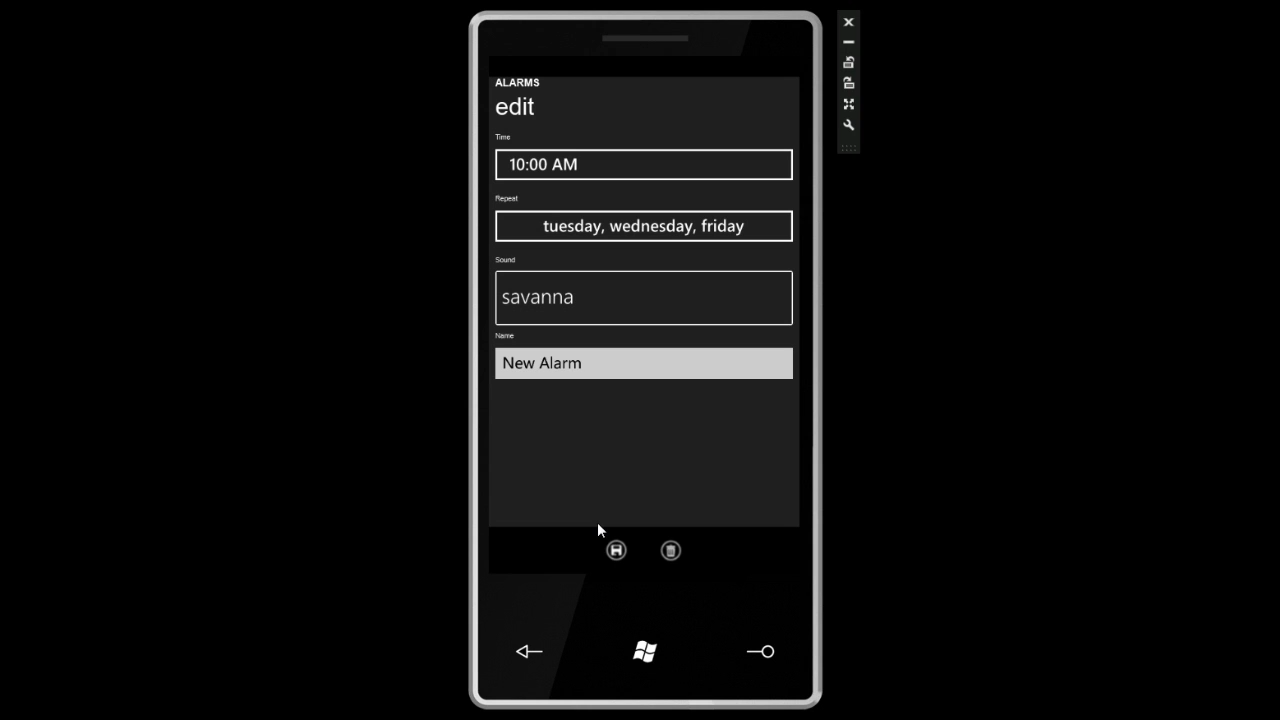 ALARMS
edit
Time
10:00 AM
Repeat
tuesday, wednesday, friday
Sound
savanna
Name
New Alarm